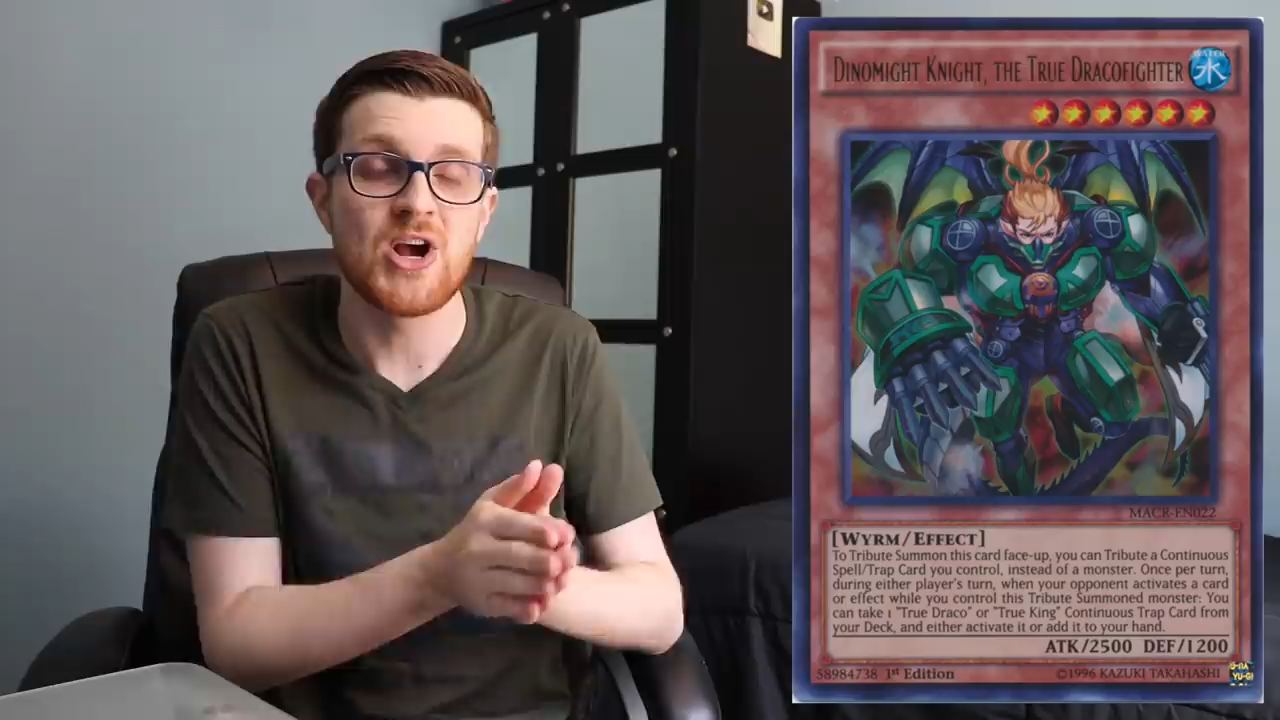 DINOMIGHT KNIGHT, THE TRUE DRACOFIGHTER
WATER
水
MACR-EN022
[WYRM/EFFECT]
To Tribute Summon this card face-up, you can Tribute a Continuous
Spell/Trap Card you control, instead of a monster. Once per turn,
during either player's turn, when your opponent activates a card
or effect while you control this Tribute Summoned monster: You
can take 1 "True Draco" or "True King" Continuous Trap Card from
your Deck, and either activate it or add it to your hand.
ATK/2500 DEF/1200
58984738 1st Edition
©1996 KAZUKI TAKAHASHI